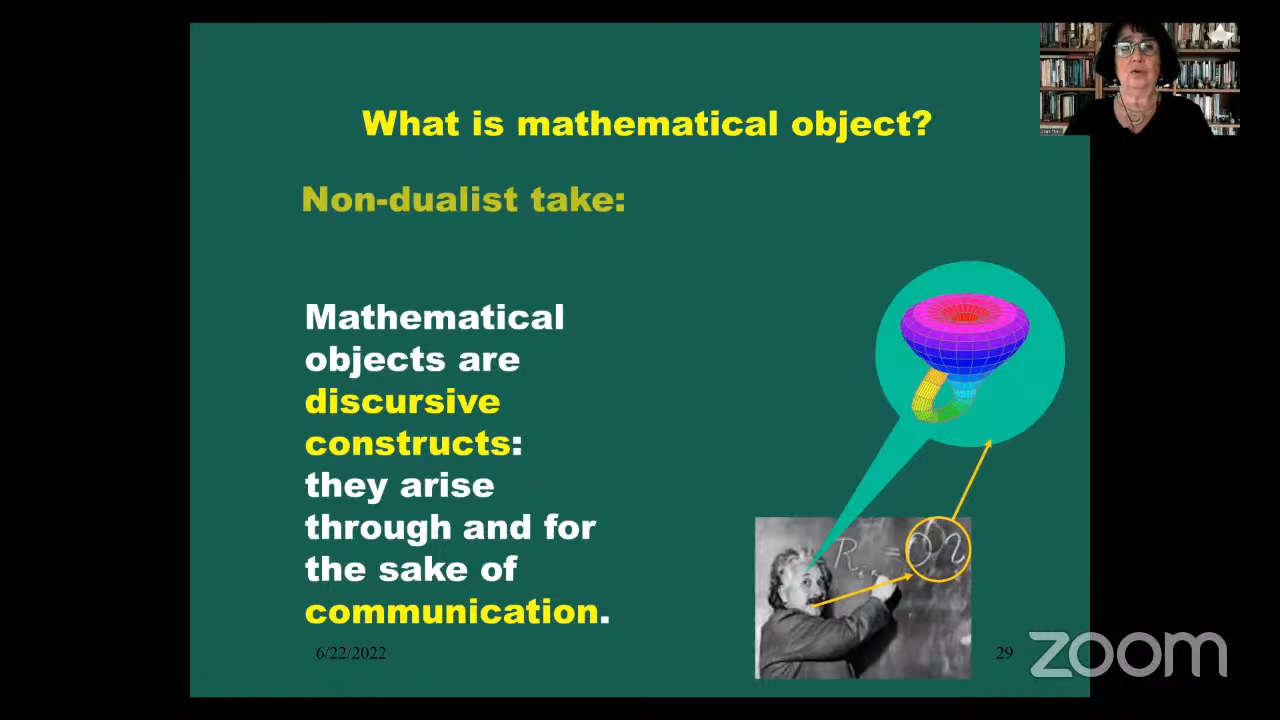 What is mathematical object?
Non-dualist take:
Mathematical
objects are
discursive
constructs:
they arise
through and for
the sake of
communication.
R =
6/22/2022
29
zoom